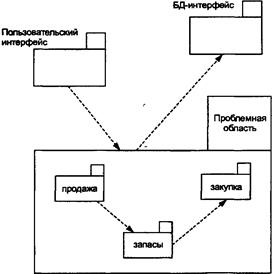 БД-интерфейс
Пользовательский
интерфейс
Проблемная
область
продажа
закупка
запасы